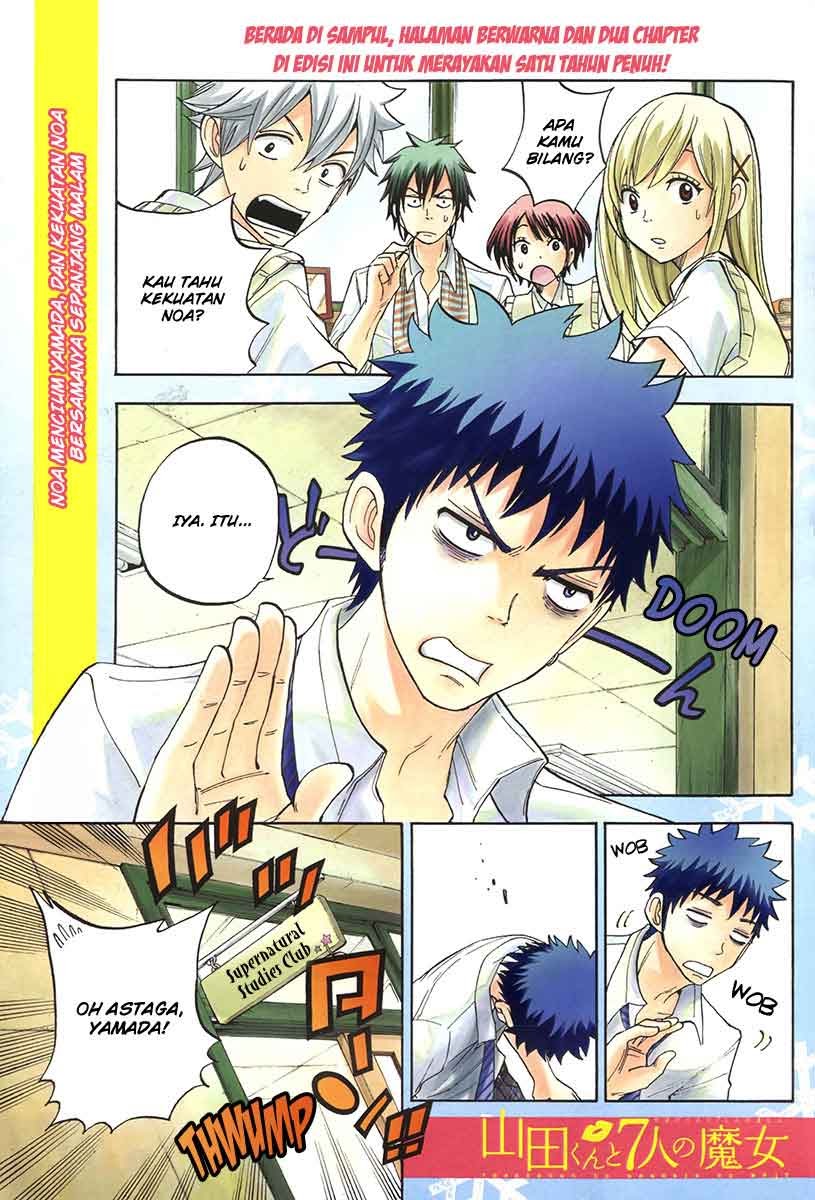 BERADA DI SAMPUL, HALAMAN BERWARNA DAN DUA CHAPTER
DI EDISI INI UNTUK MERAYAKAN SATU TAHUN PENUH!
NOA MENCIUM YAMADA, DAN KEKUATAN NOA
BERSAMANYA SEPANJANG MALAM
APA
KAMU
BILANG?
KAU TAHU
KEKUATAN
NOA?
IYA. ITU...
どーーーん
DOOM
WOB
WOB
Supernatural
Studies Club
OH ASTAGA,
YAMADA!
THWUMP
山田くんと7人の魔女